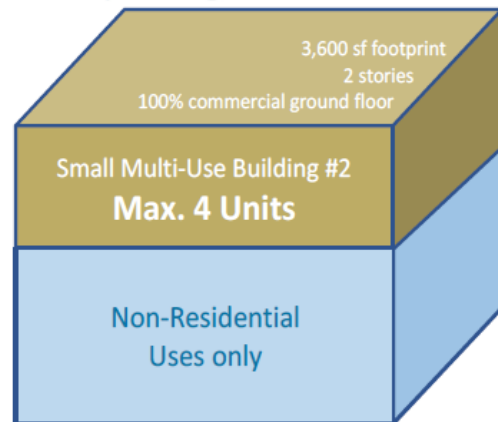 3,600 sf footprint
2 stories
100% commercial ground floor
Small Multi-Use Building #2
Max. 4 Units
Non-Residential
Uses only